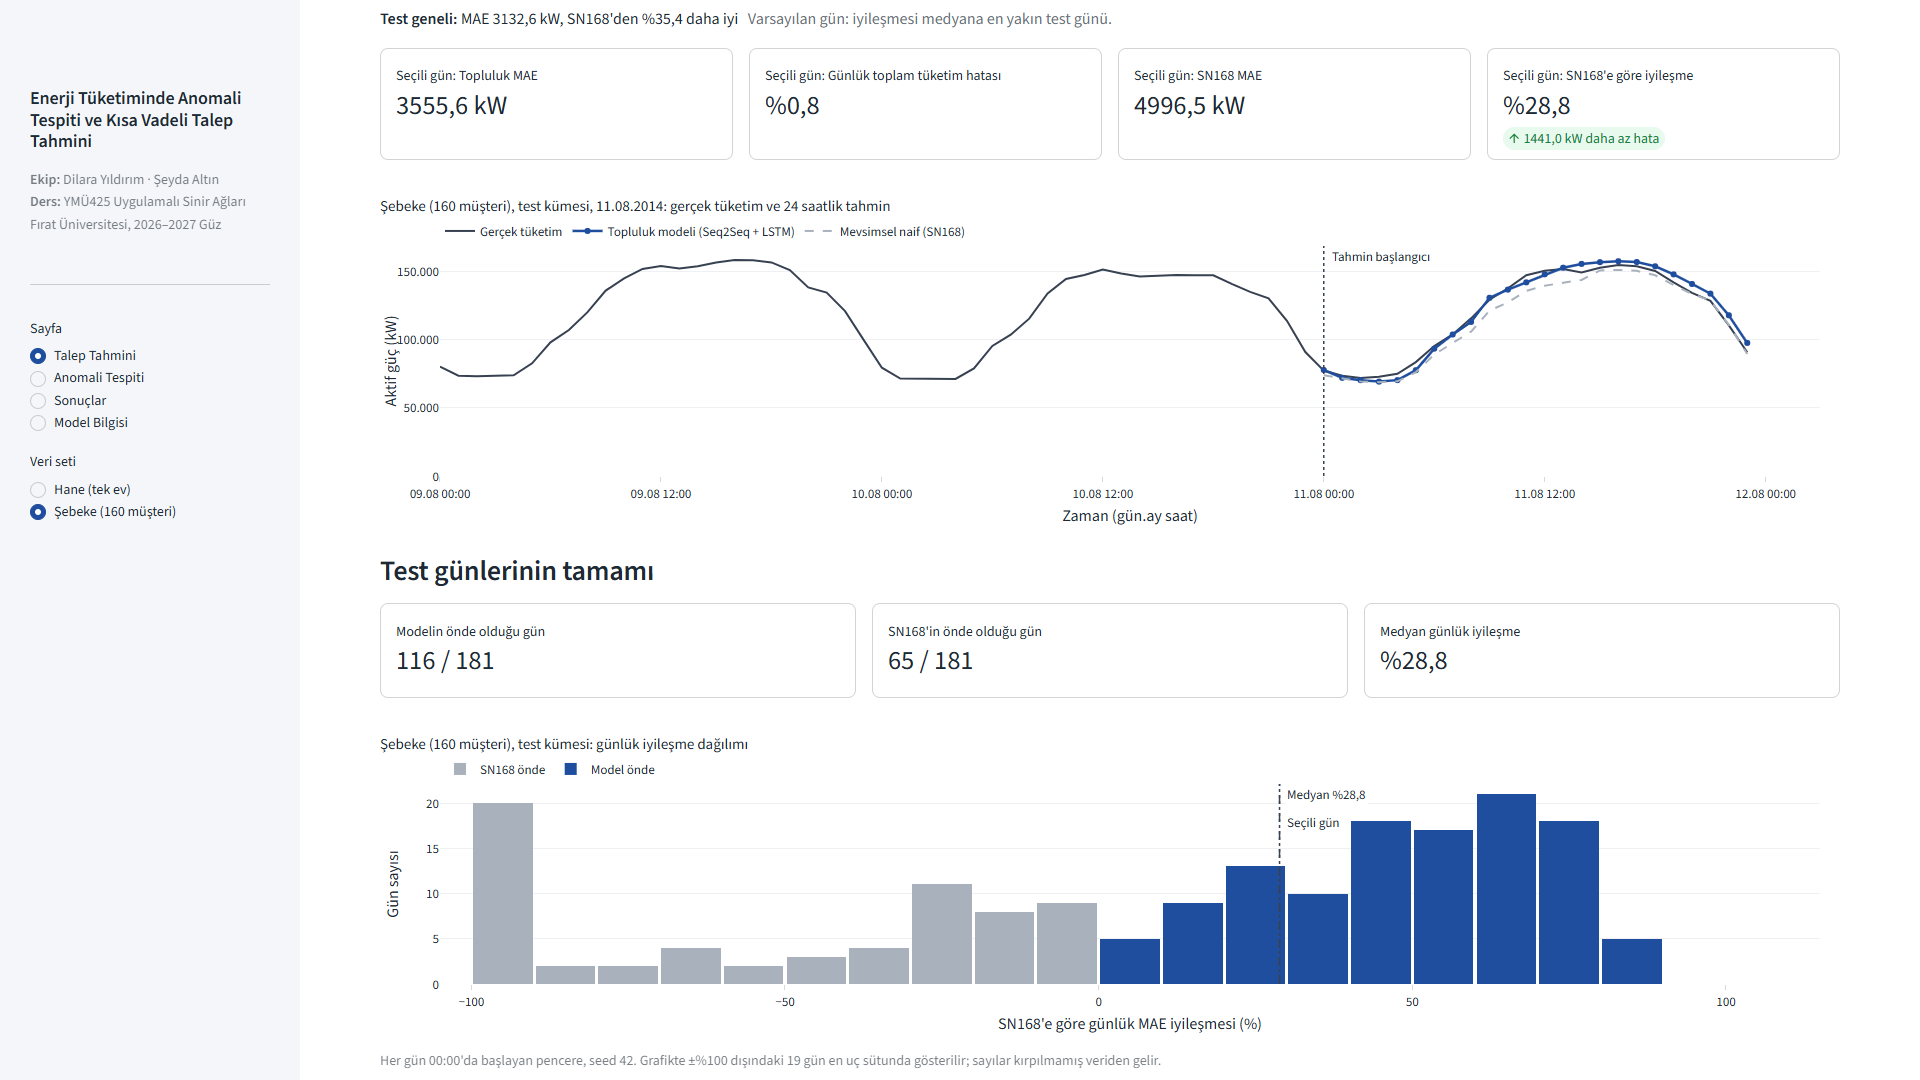 Enerji Tüketiminde Anomali
Tespiti ve Kısa Vadeli Talep
Tahmini
Ekip: Dilara Yıldırım · Şeyda Altın
Ders: YMÜ425 Uygulamalı Sinir Ağları
Fırat Üniversitesi, 2026–2027 Güz
Sayfa
Talep Tahmini
Anomali Tespiti
Sonuçlar
Model Bilgisi
Veri seti
Hane (tek ev)
Şebeke (160 müşteri)
Test geneli: MAE 3132,6 kW, SN168'den %35,4 daha iyi Varsayılan gün: iyileşmesi medyana en yakın test günü.
Seçili gün: Topluluk MAE
3555,6 kW
Seçili gün: Günlük toplam tüketim hatası
%0,8
Seçili gün: SN168 MAE
4996,5 kW
Seçili gün: SN168'e göre iyileşme
%28,8
↑ 1441,0 kW daha az hata
Şebeke (160 müşteri), test kümesi, 11.08.2014: gerçek tüketim ve 24 saatlik tahmin
Gerçek tüketim Topluluk modeli (Seq2Seq + LSTM) Mevsimsel naif (SN168)
Tahmin başlangıcı
Aktif güç (kW)
150.000
100.000
50.000
0
09.08 00:00 09.08 12:00 10.08 00:00 10.08 12:00 11.08 00:00 11.08 12:00 12.08 00:00
Zaman (gün.ay saat)
Test günlerinin tamamı
Modelin önde olduğu gün
116 / 181
SN168'in önde olduğu gün
65 / 181
Medyan günlük iyileşme
%28,8
Şebeke (160 müşteri), test kümesi: günlük iyileşme dağılımı
SN168 önde Model önde
Medyan %28,8
Seçili gün
Gün sayısı
20
15
10
5
0
−100 −50 0 50 100
SN168'e göre günlük MAE iyileşmesi (%)
Her gün 00:00'da başlayan pencere, seed 42. Grafikte ±%100 dışındaki 19 gün en uç sütunda gösterilir; sayılar kırpılmamış veriden gelir.